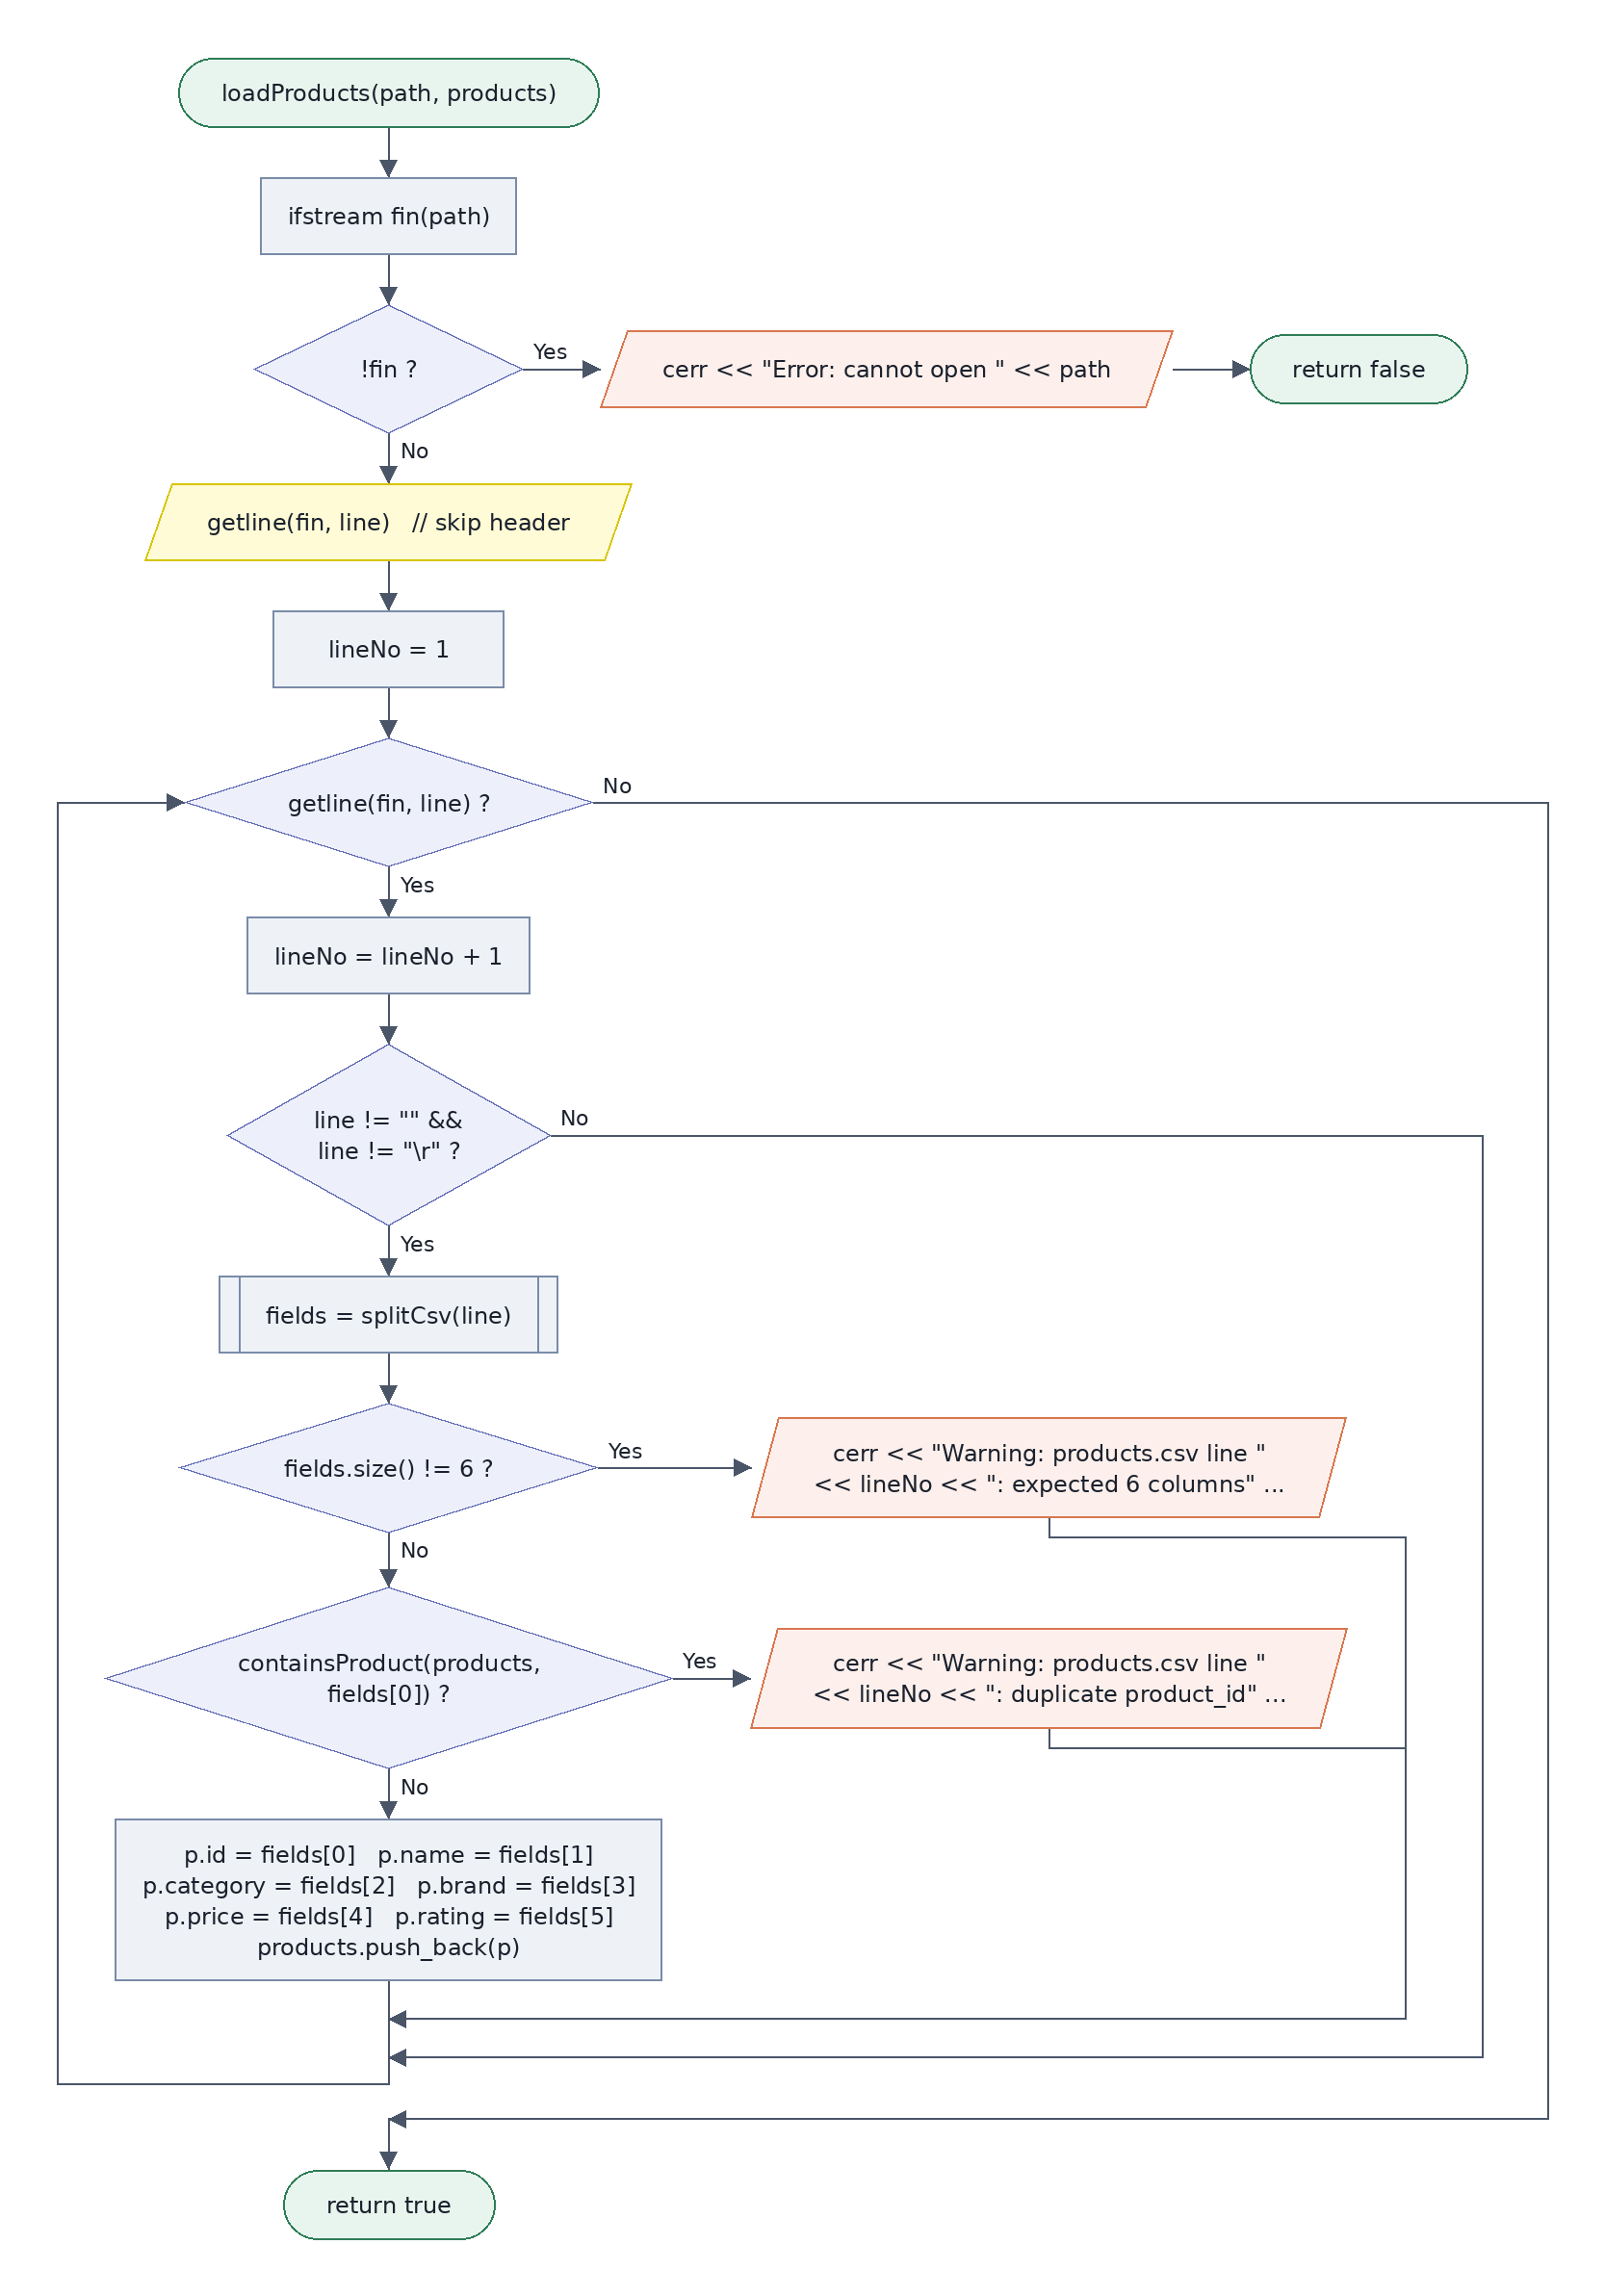 loadProducts(path, products)
ifstream fin(path)
!fin ?
Yes
cerr << "Error: cannot open " << path
return false
No
getline(fin, line)   // skip header
lineNo = 1
getline(fin, line) ?
No
Yes
lineNo = lineNo + 1
line != "" &&
line != "\r" ?
No
Yes
fields = splitCsv(line)
fields.size() != 6 ?
Yes
cerr << "Warning: products.csv line "
<< lineNo << ": expected 6 columns" ...
No
containsProduct(products,
fields[0]) ?
Yes
cerr << "Warning: products.csv line "
<< lineNo << ": duplicate product_id" ...
No
p.id = fields[0]   p.name = fields[1]
p.category = fields[2]   p.brand = fields[3]
p.price = fields[4]   p.rating = fields[5]
products.push_back(p)
return true